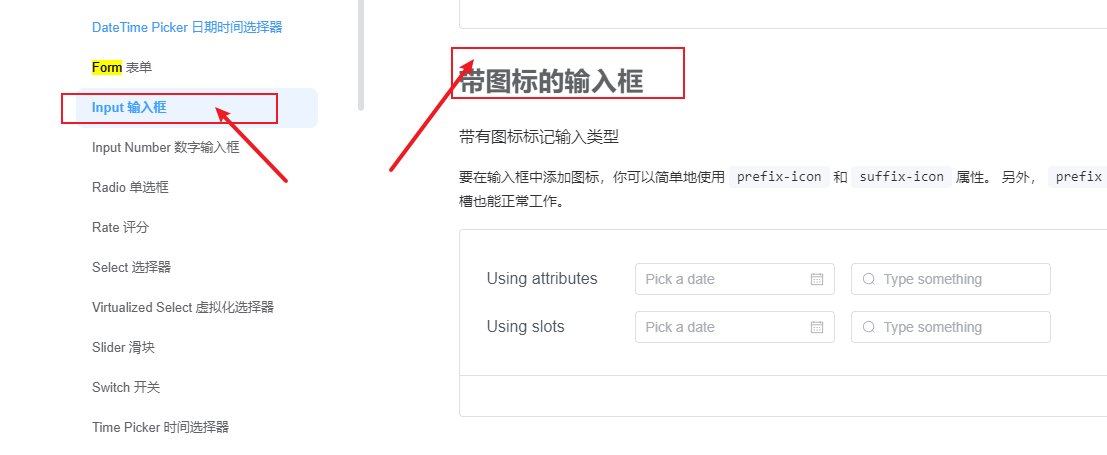 DateTime Picker 日期时间选择器
Form 表单
Input 输入框
Input Number 数字输入框
Radio 单选框
Rate 评分
Select 选择器
Virtualized Select 虚拟化选择器
Slider 滑块
Switch 开关
Time Picker 时间选择器
带图标的输入框
带有图标标记输入类型
要在输入框中添加图标，你可以简单地使用 prefix-icon 和 suffix-icon 属性。 另外， prefix
槽也能正常工作。
Using attributes Pick a date Type something
Using slots Pick a date Type something